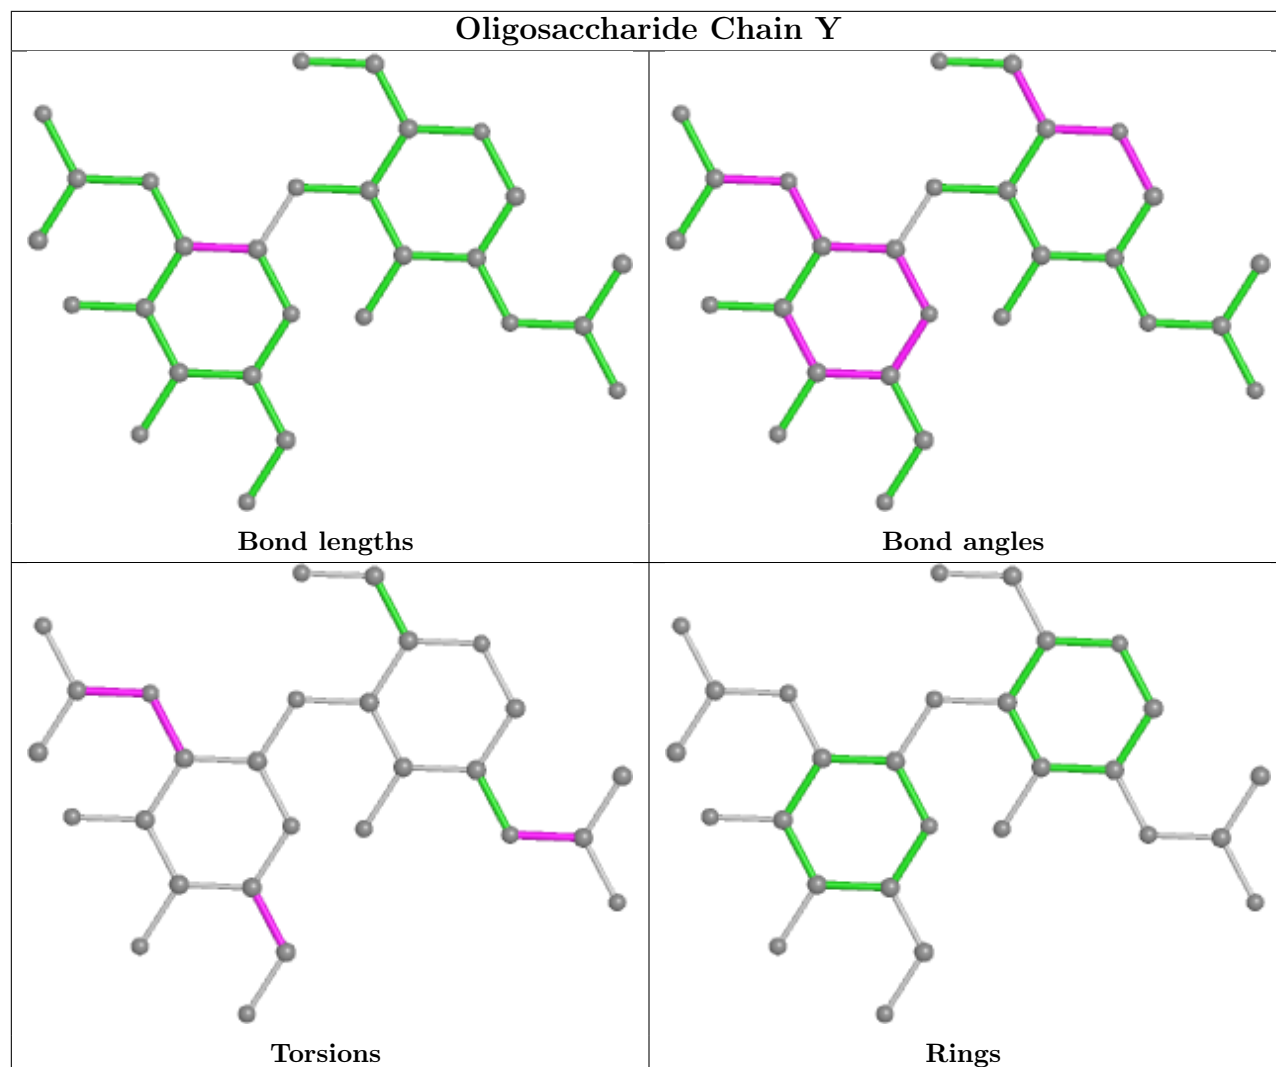 Oligosaccharide Chain Y
Bond lengths
Bond angles
Torsions
Rings